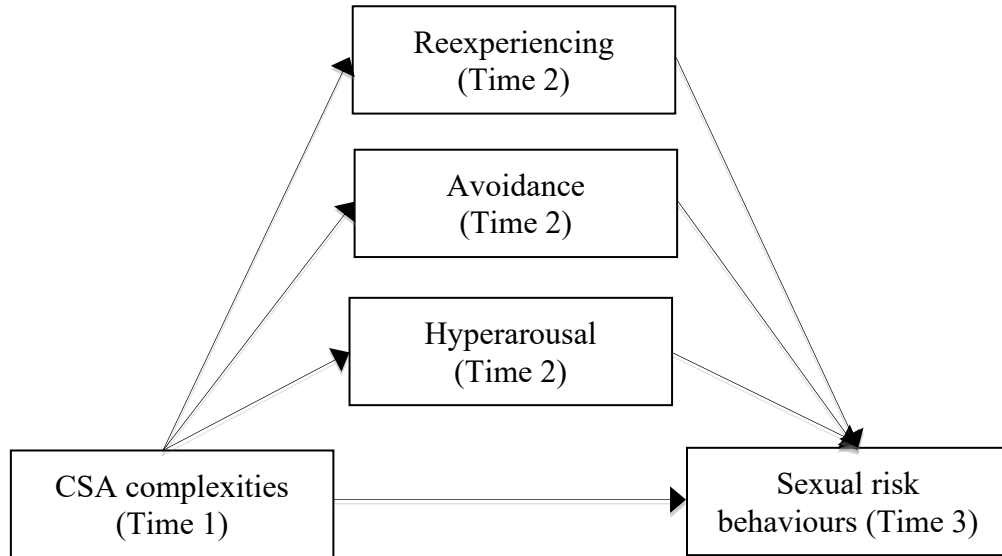 Reexperiencing
(Time 2)
Avoidance
(Time 2)
Hyperarousal
(Time 2)
CSA complexities
(Time 1)
Sexual risk
behaviours (Time 3)